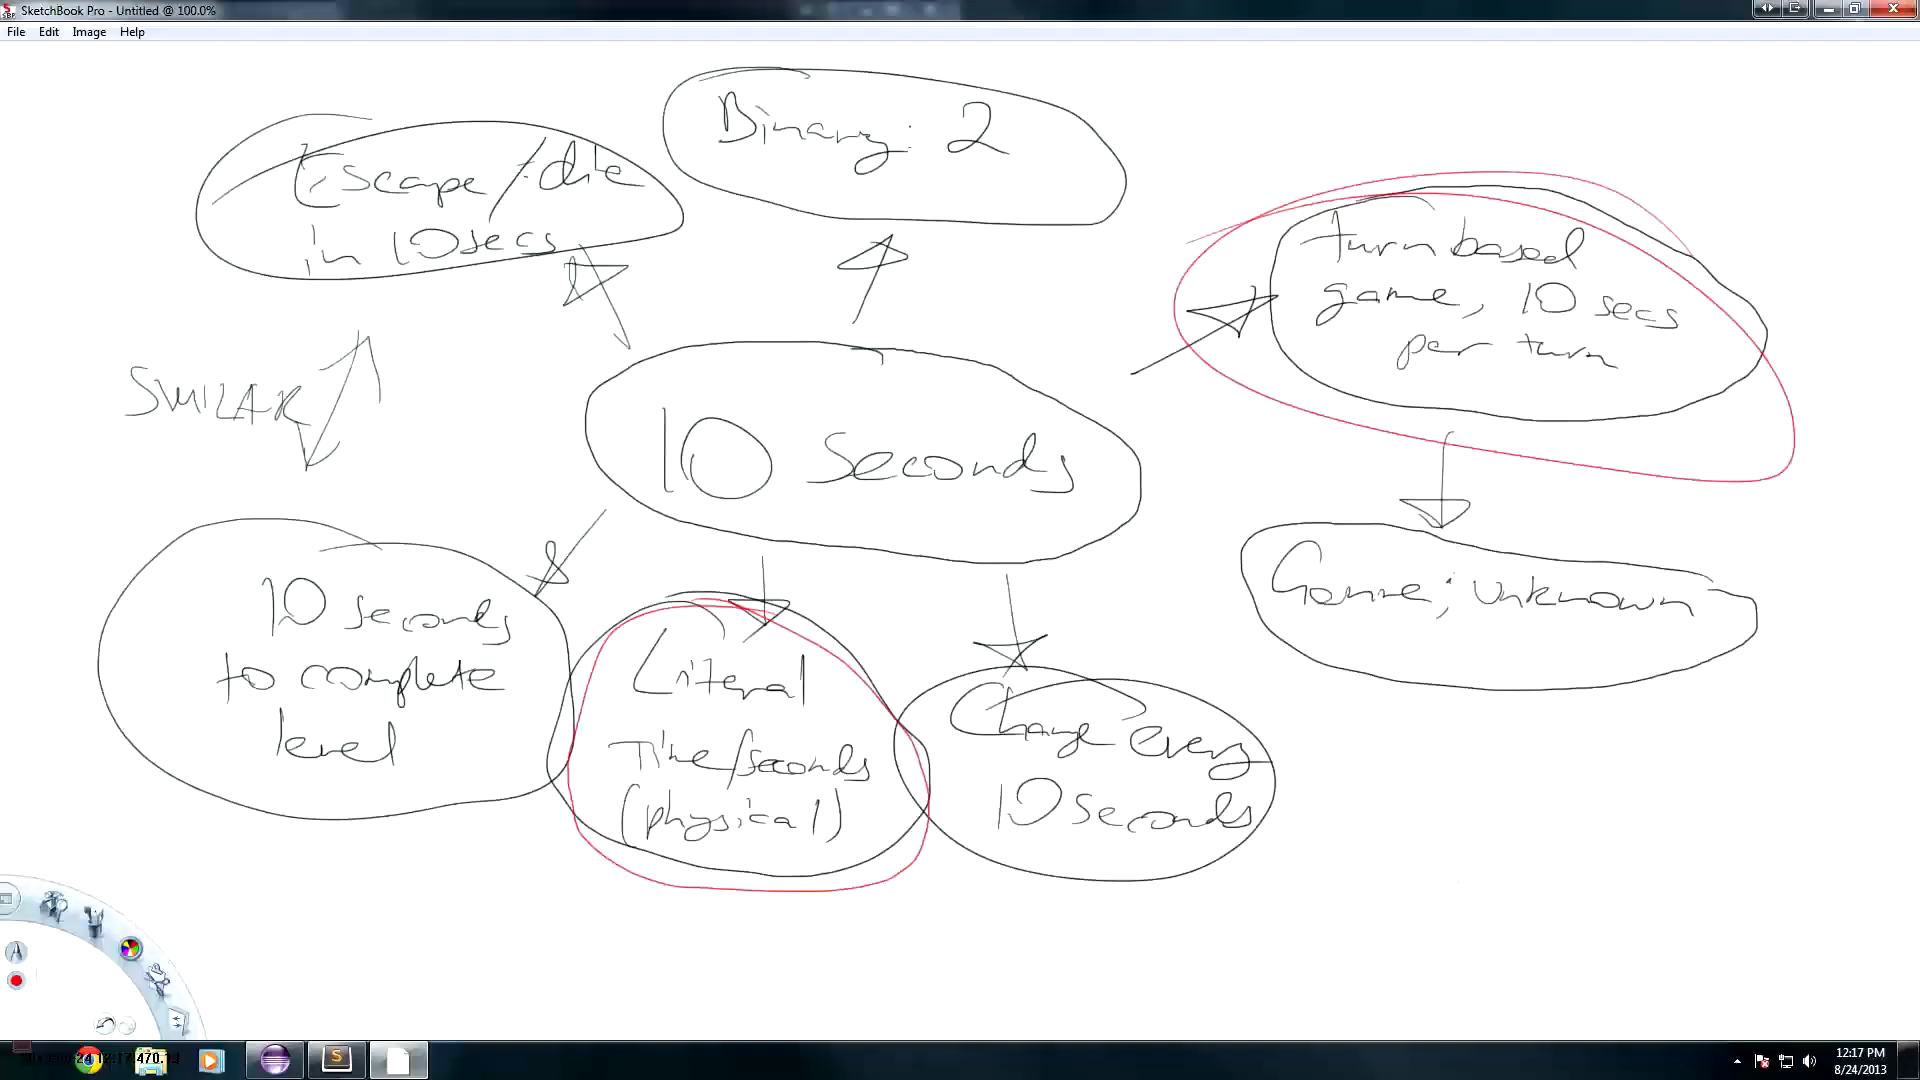 SketchBook Pro - Untitled @ 100.0%
File Edit Image Help
Binary: 2
Escape/die
in 10 secs
turn based
game, 10 secs
per turn
SIMILAR
10 Seconds
Game; unknown
10 seconds
to complete
level
Literal
Time/seconds
(physical)
Change every
10 seconds
12:17 PM
8/24/2013